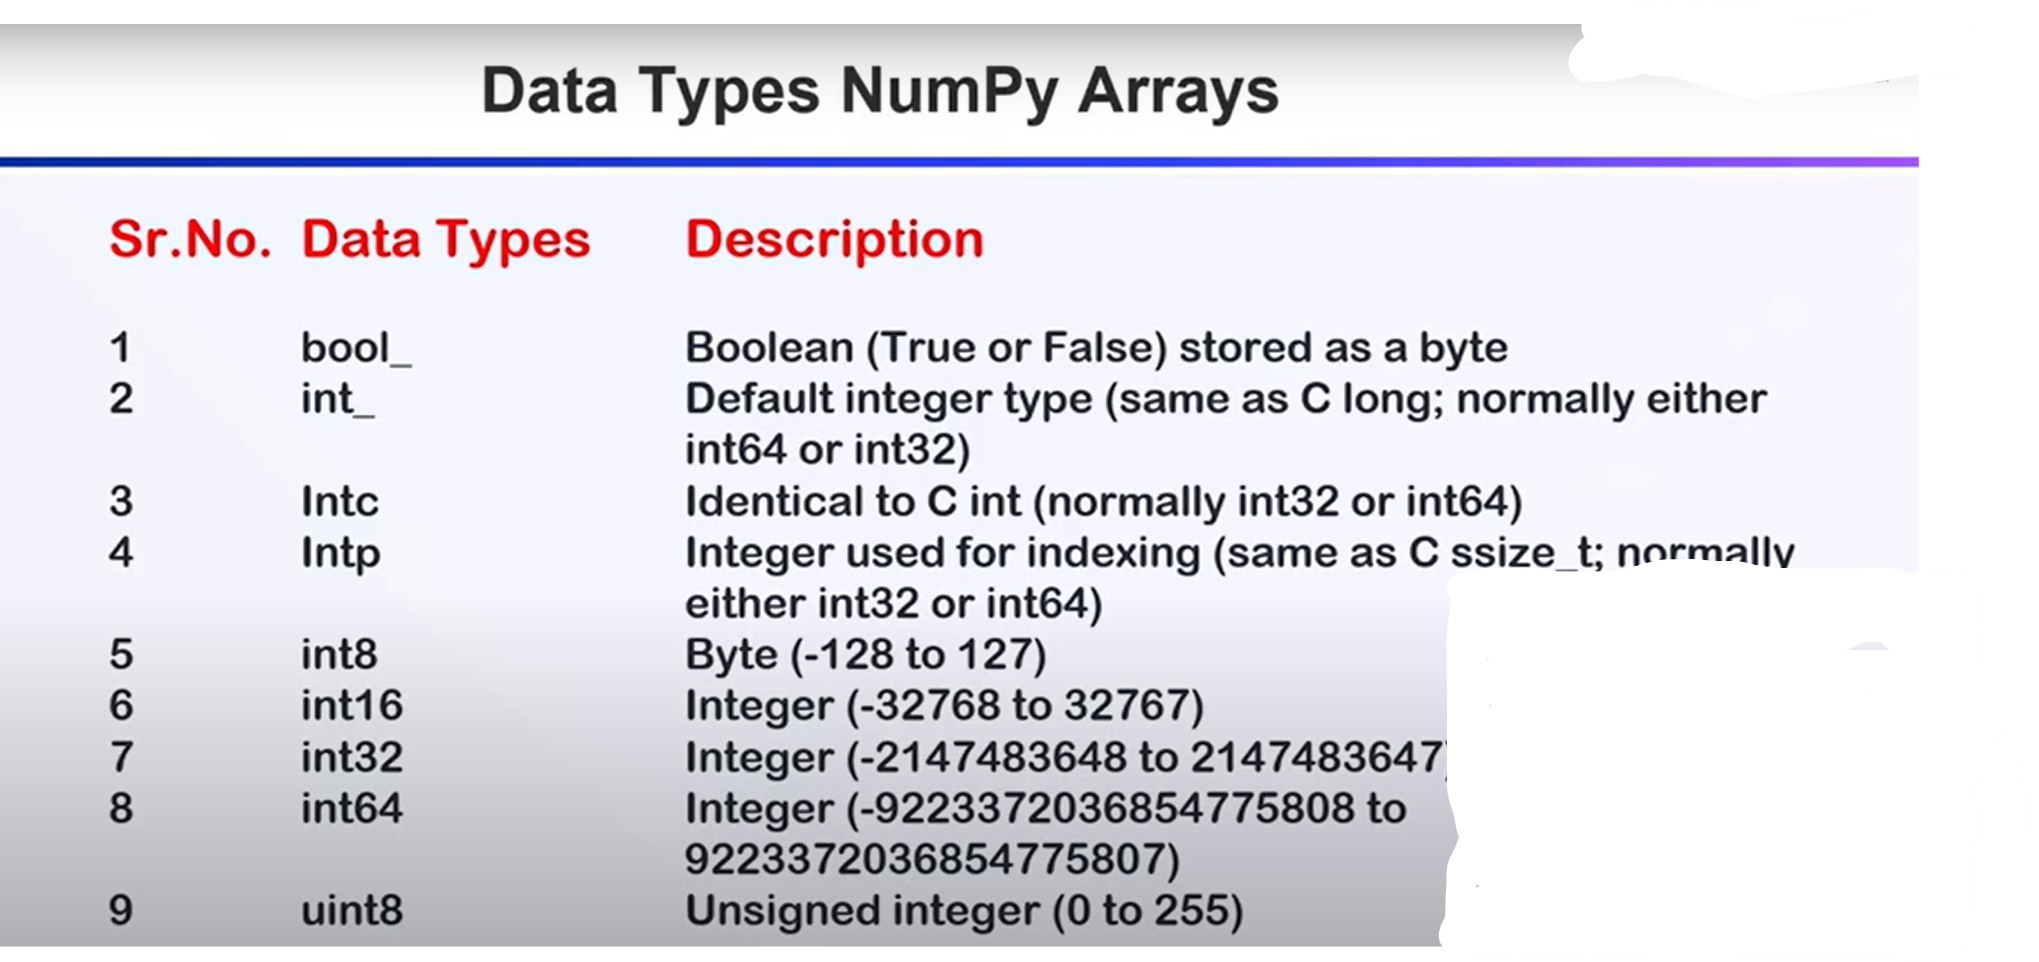 Data Types NumPy Arrays
Sr.No. Data Types Description
1 bool_ Boolean (True or False) stored as a byte
2 int_ Default integer type (same as C long; normally either
int64 or int32)
3 Intc Identical to C int (normally int32 or int64)
4 Intp Integer used for indexing (same as C ssize_t; normally
either int32 or int64)
5 int8 Byte (-128 to 127)
6 int16 Integer (-32768 to 32767)
7 int32 Integer (-2147483648 to 2147483647)
8 int64 Integer (-9223372036854775808 to
9223372036854775807)
9 uint8 Unsigned integer (0 to 255)